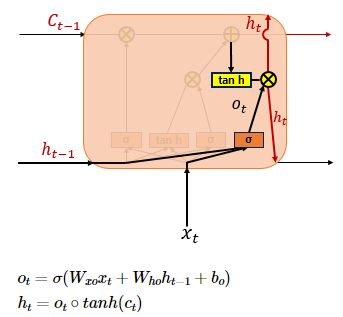 C_{t-1}
h_t
tan h
o_t
h_t
σ
tan h
σ
σ
h_{t-1}
x_t
o_t = σ(W_{xo}x_t + W_{ho}h_{t-1} + b_o)
h_t = o_t ∘ tanh(c_t)